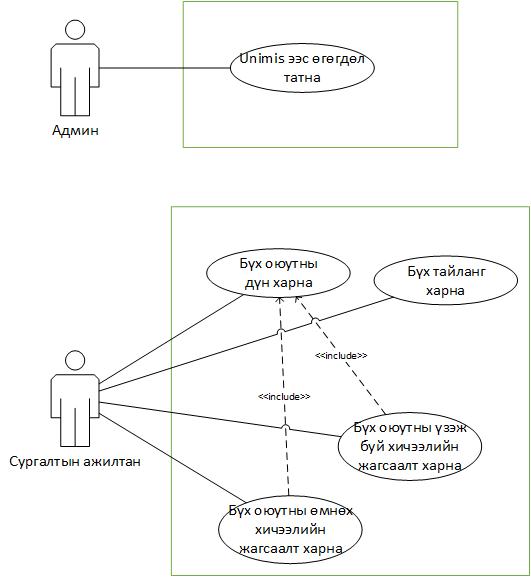 Unimis ээс өгөгдөл
татна
Админ
Бүх оюутны
дүн харна
Бүх тайланг
харна
<<include>>
<<include>>
Бүх оюутны үзэж
буй хичээлийн
жагсаалт харна
Сургалтын ажилтан
Бүх оюутны өмнөх
хичээлийн
жагсаалт харна